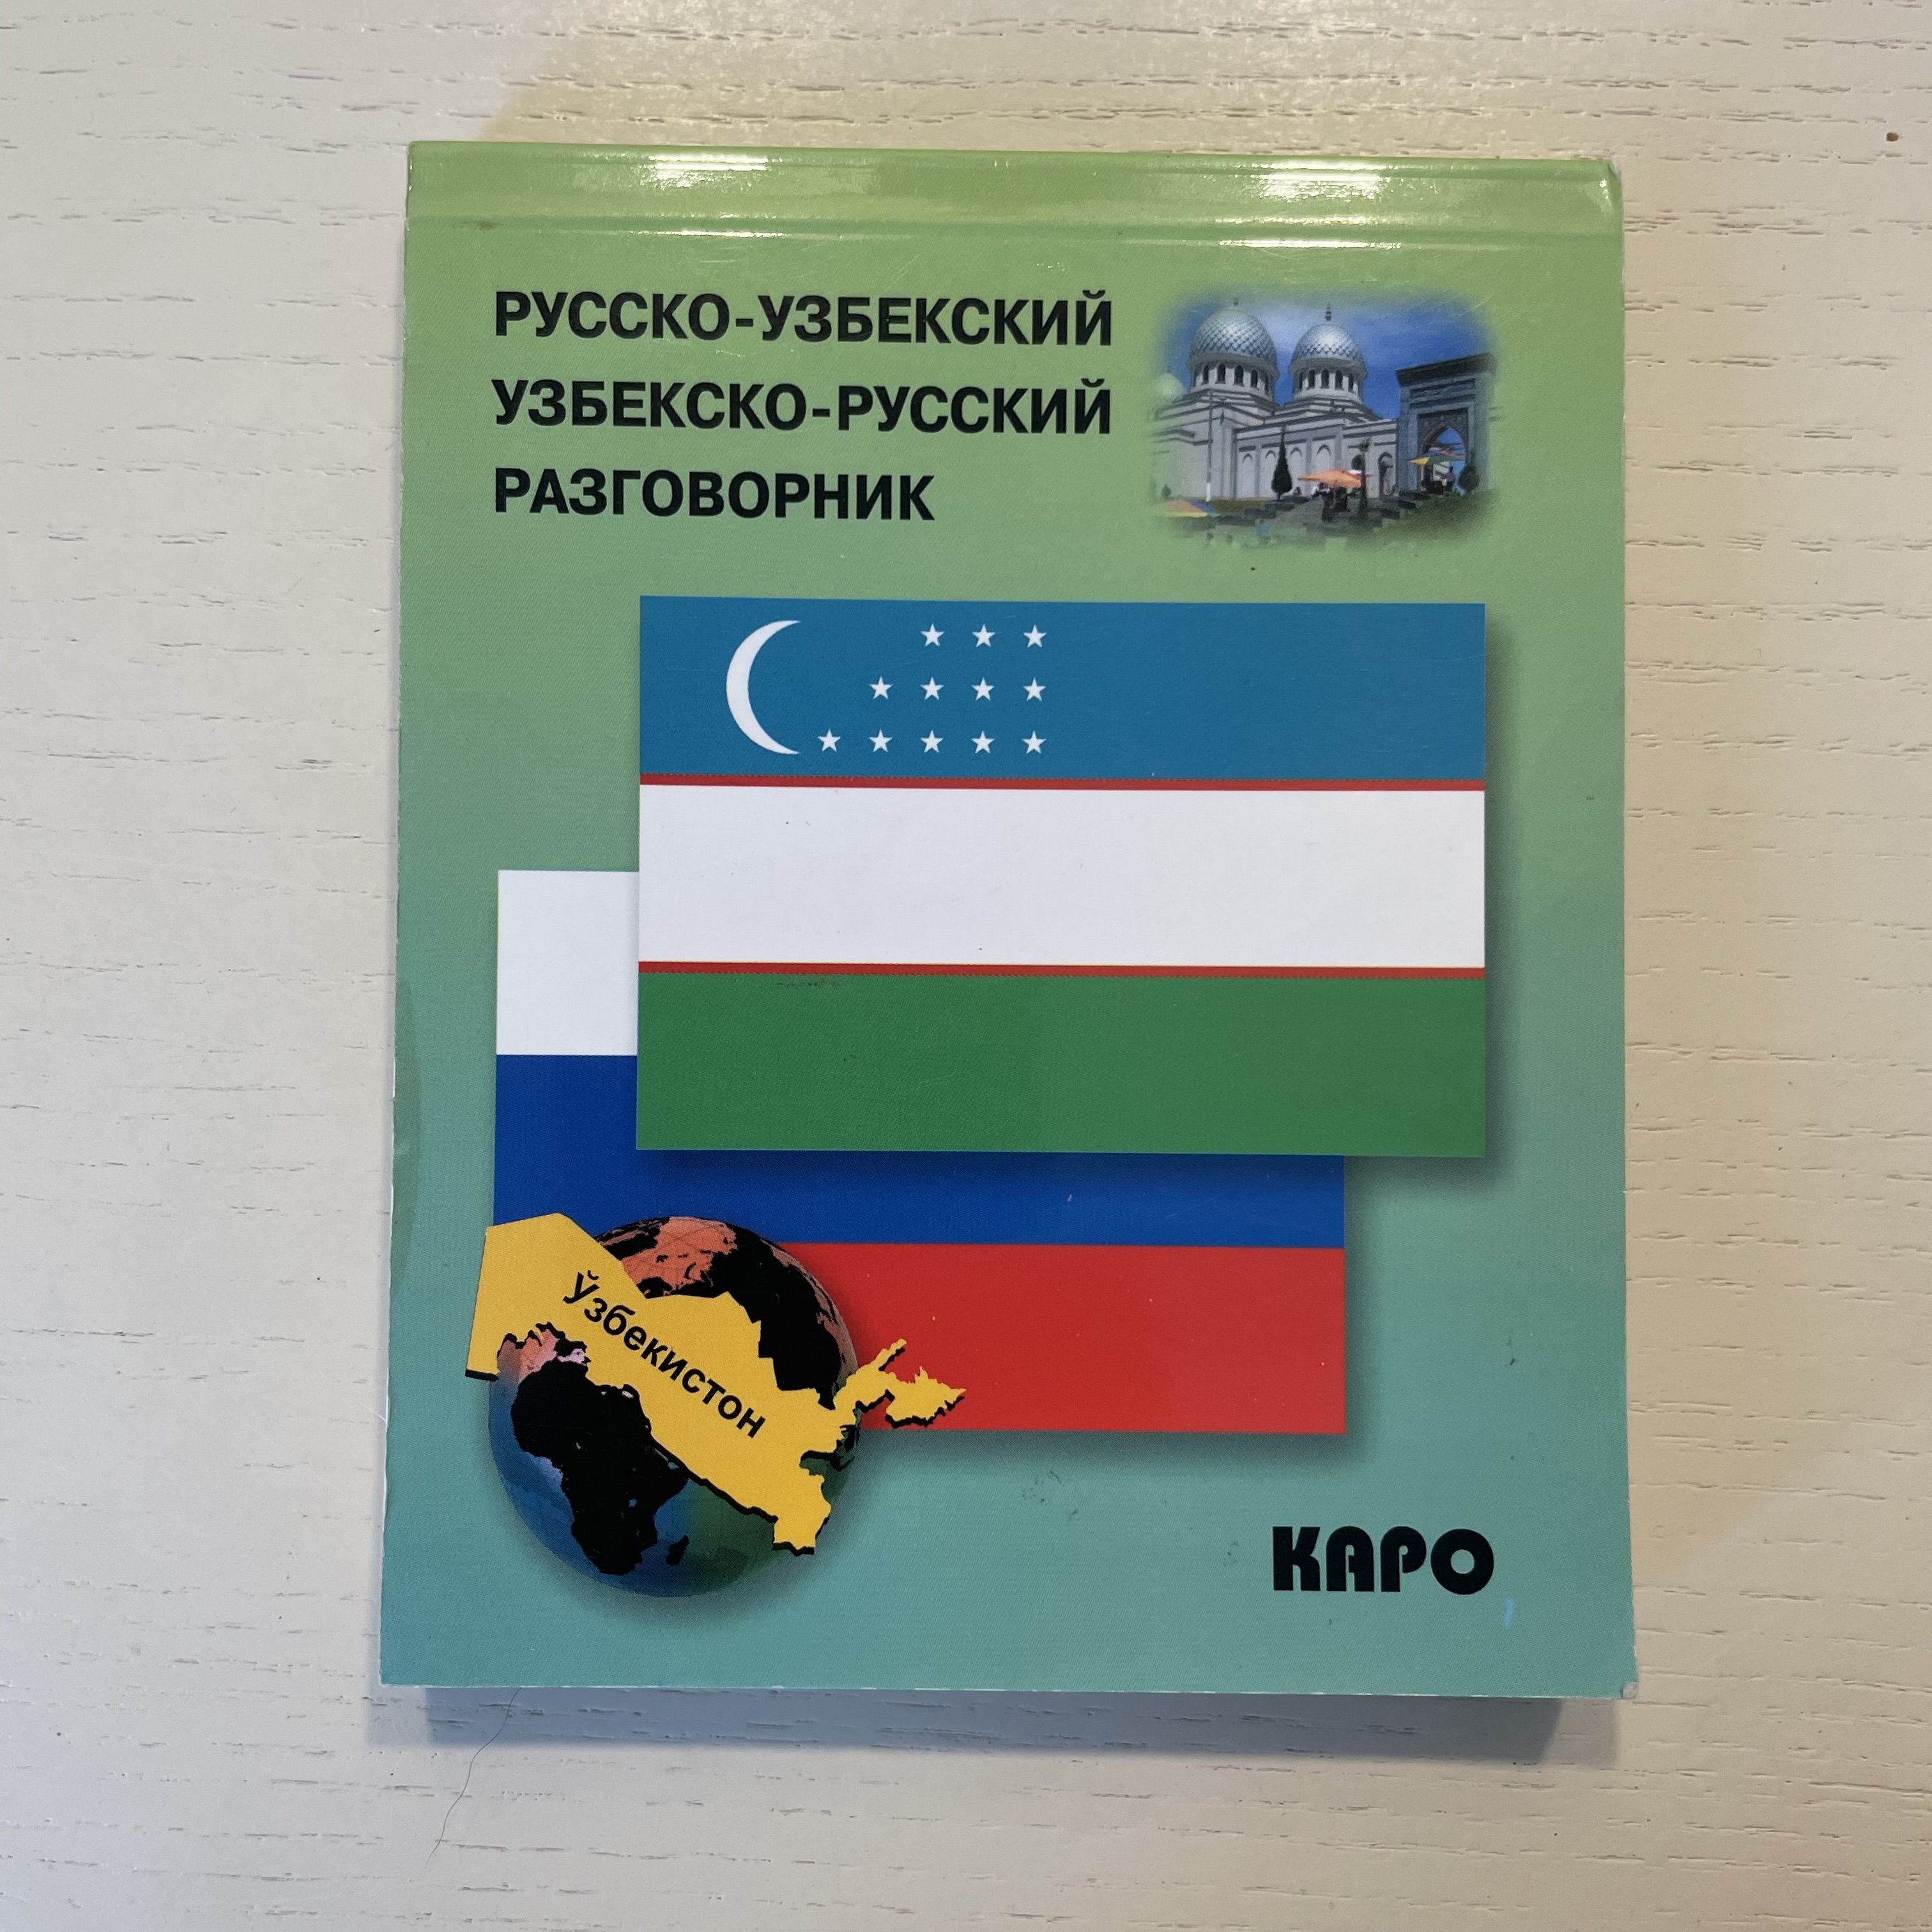 РУССКО-УЗБЕКСКИЙ
УЗБЕКСКО-РУССКИЙ
РАЗГОВОРНИК
Ўзбекистон
КАРО